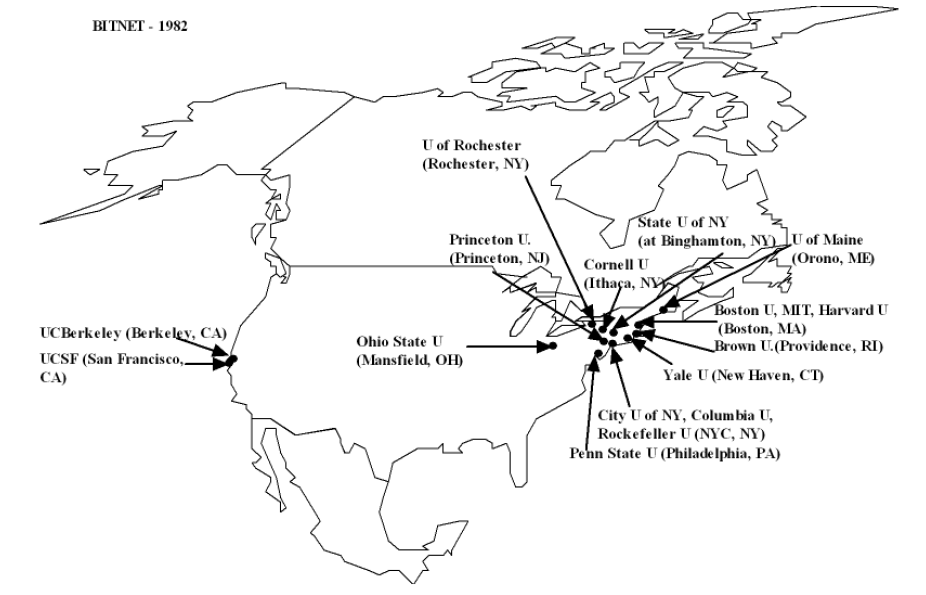 BITNET - 1982
U of Rochester
(Rochester, NY)
State U of NY
(at Binghamton, NY)
U of Maine
(Orono, ME)
Princeton U.
(Princeton, NJ)
Cornell U
(Ithaca, NY)
Boston U, MIT, Harvard U
(Boston, MA)
Brown U. (Providence, RI)
UCBerkeley (Berkeley, CA)
UCSF (San Francisco,
CA)
Ohio State U
(Mansfield, OH)
Yale U (New Haven, CT)
City U of NY, Columbia U,
Rockefeller U (NYC, NY)
Penn State U (Philadelphia, PA)